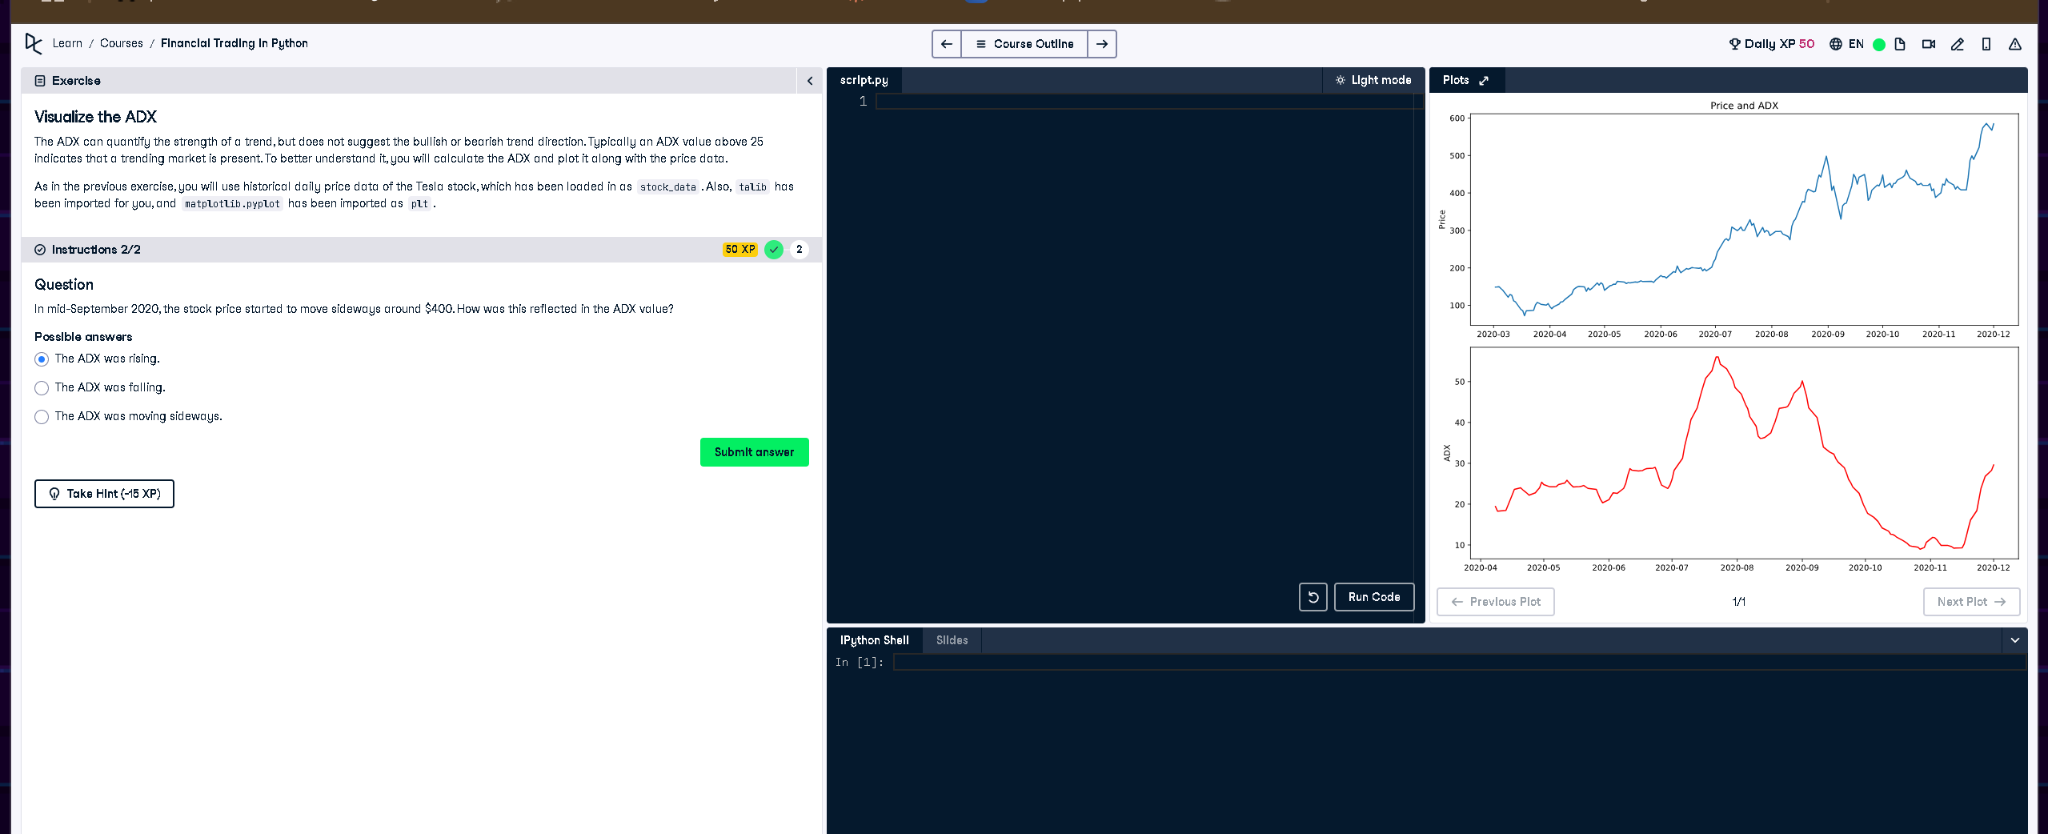 Learn / Courses / Financial Trading in Python
Course Outline
Daily XP 50
EN
Exercise
Visualize the ADX
The ADX can quantify the strength of a trend, but does not suggest the bullish or bearish trend direction. Typically an ADX value above 25
indicates that a trending market is present. To better understand it, you will calculate the ADX and plot it along with the price data.
As in the previous exercise, you will use historical daily price data of the Tesla stock, which has been loaded in as stock_data . Also, talib has
been imported for you, and matplotlib.pyplot has been imported as plt .
Instructions 2/2
50 XP
2
Question
In mid-September 2020, the stock price started to move sideways around $400. How was this reflected in the ADX value?
Possible answers
The ADX was rising.
The ADX was falling.
The ADX was moving sideways.
Submit answer
Take Hint (-15 XP)
script.py
Light mode
1
Run Code
IPython Shell
Slides
In [1]:
Plots
Price and ADX
600
500
400
300
200
100
Price
2020-03 2020-04 2020-05 2020-06 2020-07 2020-08 2020-09 2020-10 2020-11 2020-12
50
40
30
20
10
ADX
2020-04 2020-05 2020-06 2020-07 2020-08 2020-09 2020-10 2020-11 2020-12
Previous Plot
1/1
Next Plot